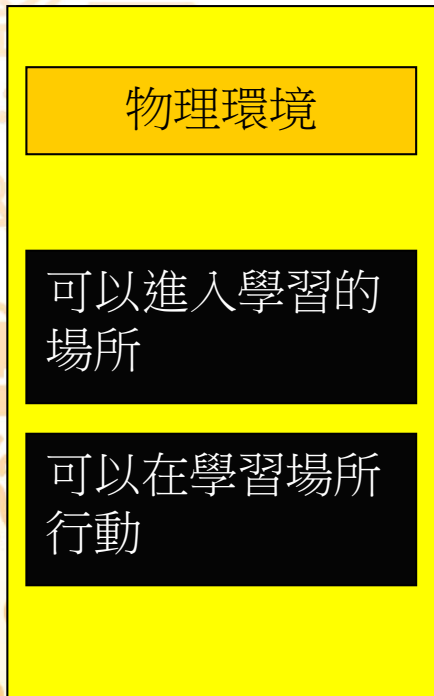 物理環境
可以進入學習的
場所
可以在學習場所
行動